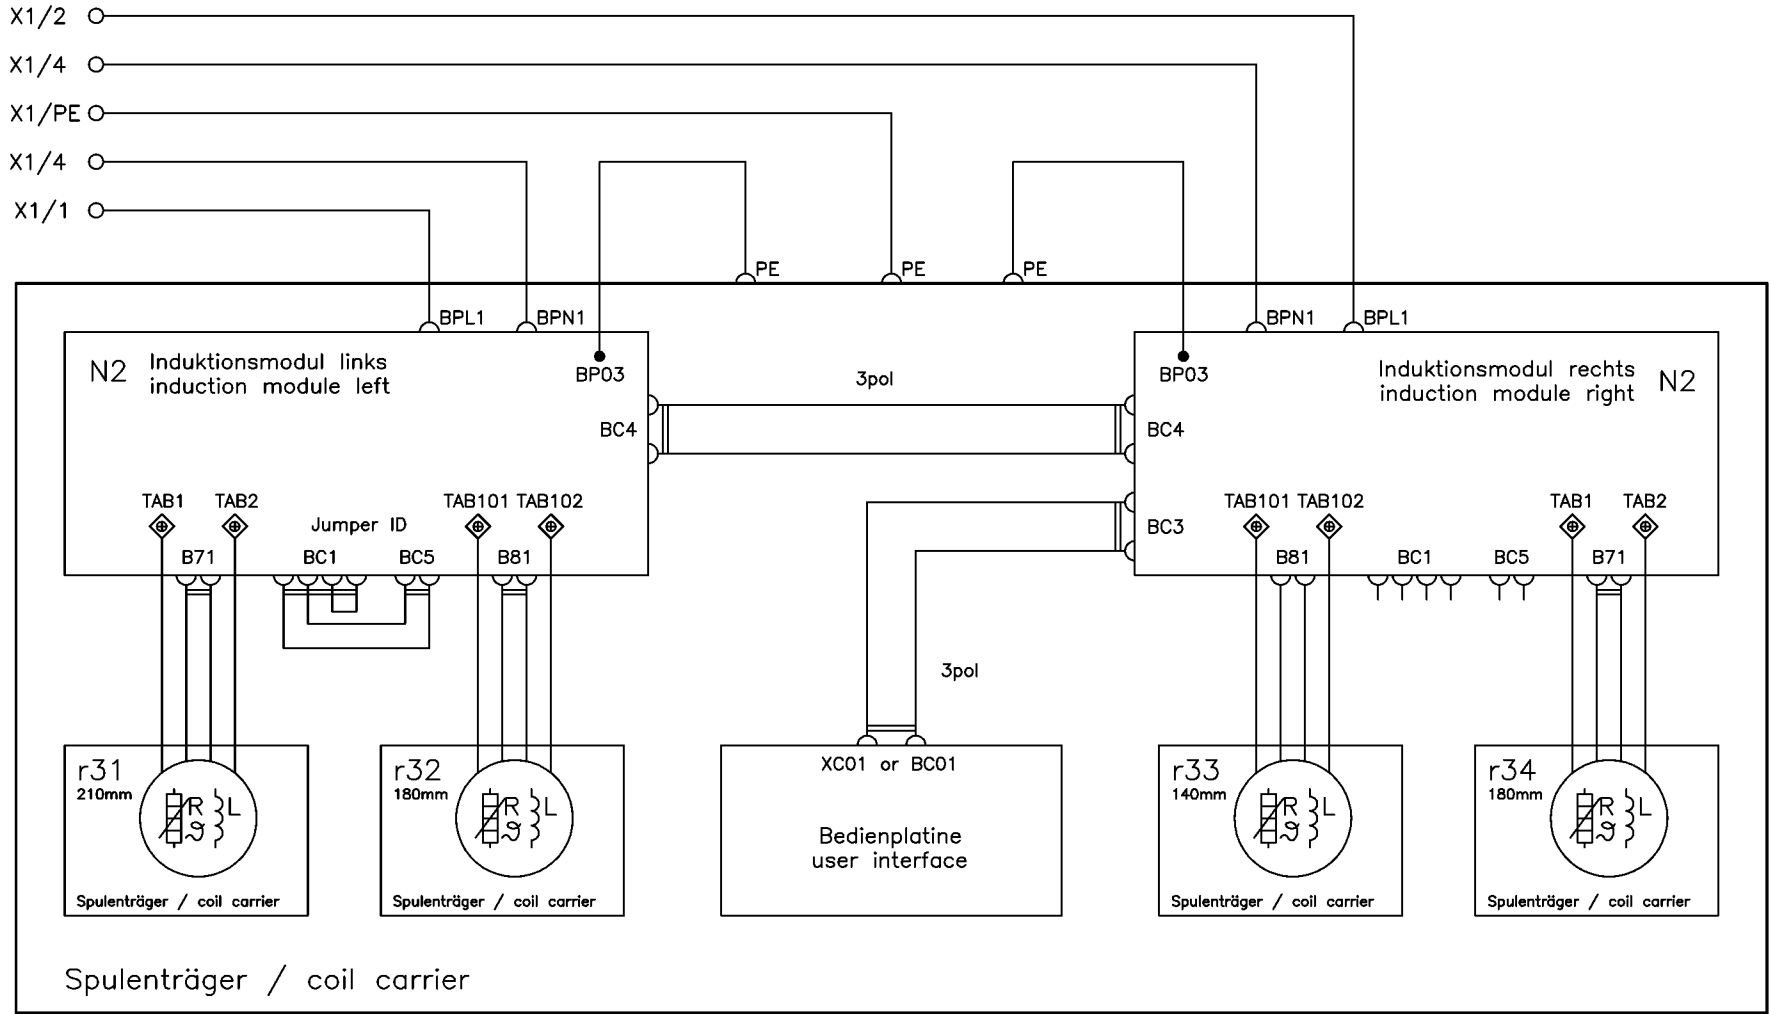 X1/2
X1/4
X1/PE
X1/4
X1/1
PE
PE
PE
BPL1
BPN1
BPN1
BPL1
N2
Induktionsmodul links
induction module left
BP03
3pol
BP03
Induktionsmodul rechts
induction module right
N2
BC4
BC4
TAB1
TAB2
Jumper ID
TAB101
TAB102
BC3
TAB101
TAB102
TAB1
TAB2
B71
BC1
BC5
B81
B81
BC1
BC5
B71
3pol
r31
210mm
R
L
ϑ
Spulenträger / coil carrier
r32
180mm
R
L
ϑ
Spulenträger / coil carrier
XC01 or BC01
Bedienplatine
user interface
r33
140mm
R
L
ϑ
Spulenträger / coil carrier
r34
180mm
R
L
ϑ
Spulenträger / coil carrier
Spulenträger / coil carrier